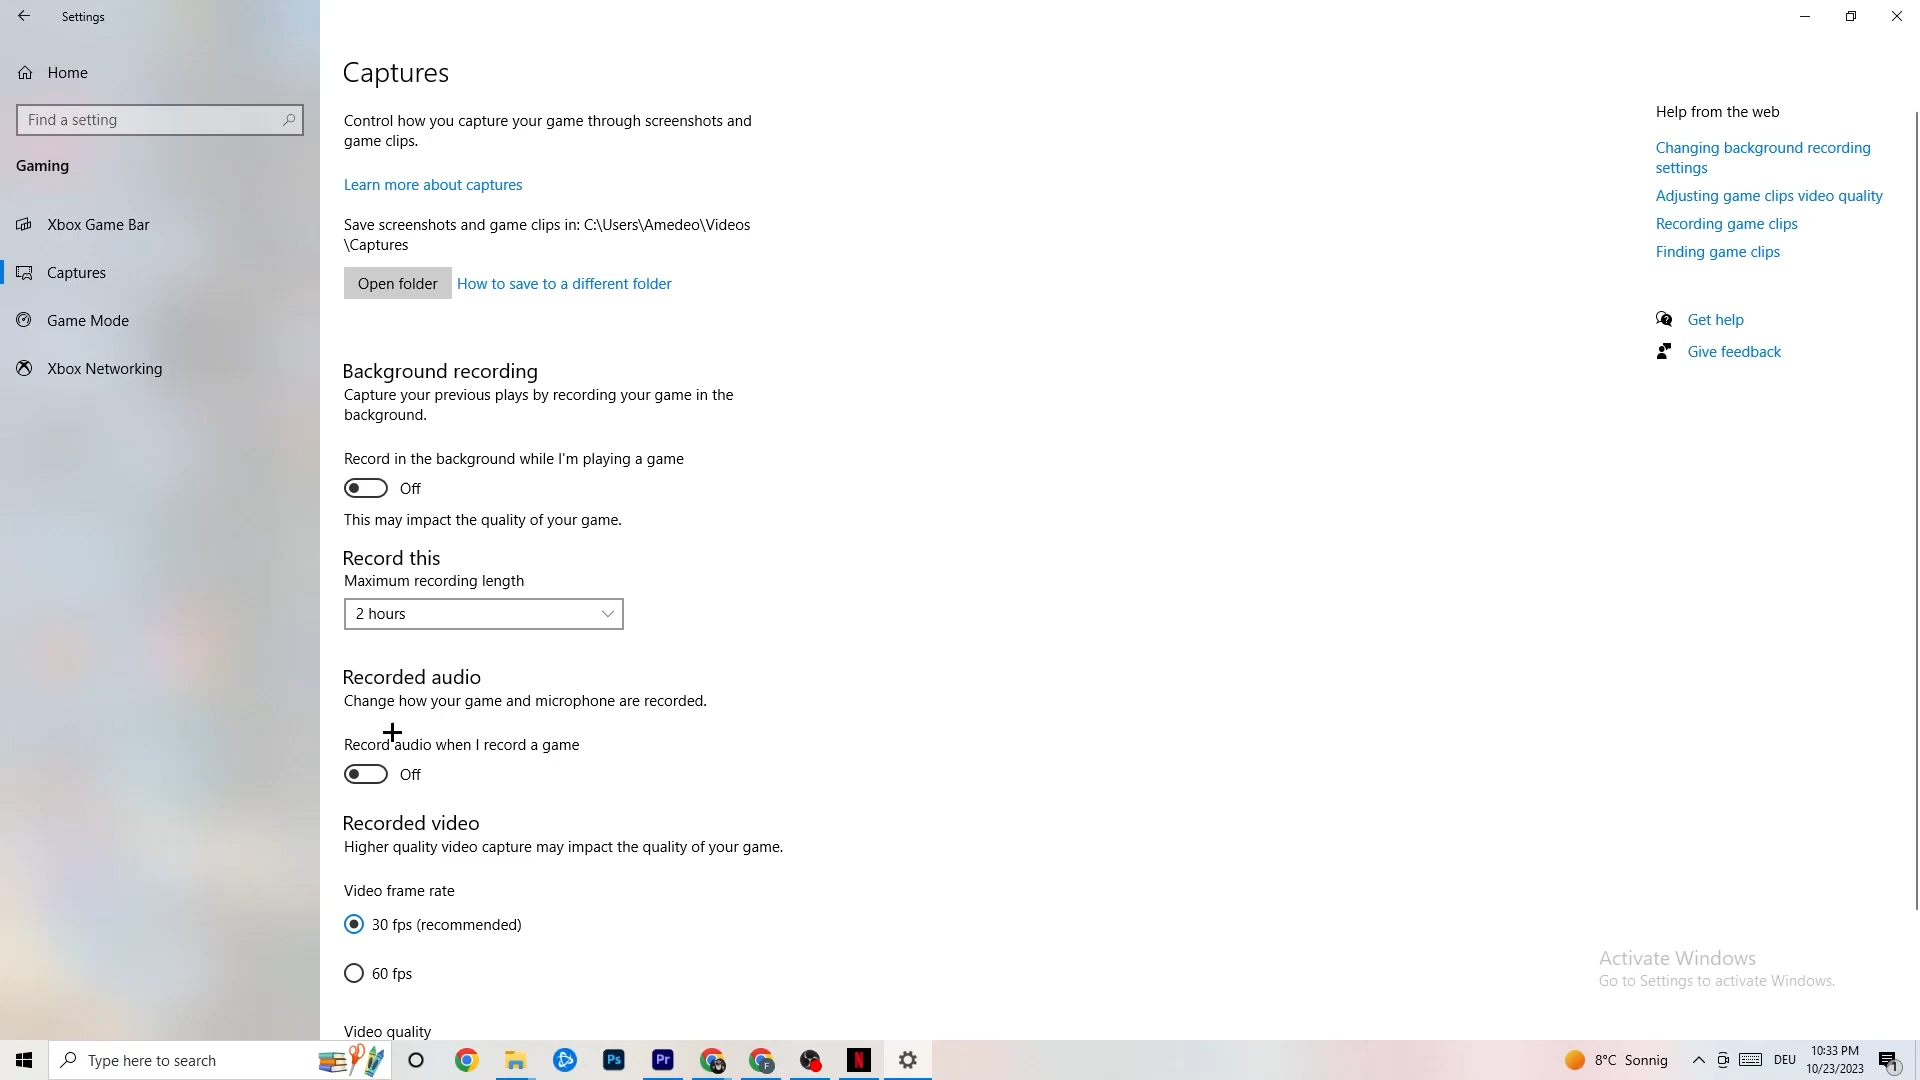 Settings
Home
Find a setting
Gaming
Xbox Game Bar
Captures
Game Mode
Xbox Networking
Captures
Control how you capture your game through screenshots and
game clips.
Learn more about captures
Save screenshots and game clips in: C:\Users\Amedeo\Videos
\Captures
Open folder
How to save to a different folder
Background recording
Capture your previous plays by recording your game in the
background.
Record in the background while I'm playing a game
Off
This may impact the quality of your game.
Record this
Maximum recording length
2 hours
Recorded audio
Change how your game and microphone are recorded.
Record audio when I record a game
Off
Recorded video
Higher quality video capture may impact the quality of your game.
Video frame rate
30 fps (recommended)
60 fps
Video quality
Help from the web
Changing background recording
settings
Adjusting game clips video quality
Recording game clips
Finding game clips
Get help
Give feedback
Activate Windows
Go to Settings to activate Windows.
Type here to search
Ps
Pr
F
N
8°C Sonnig
DEU
10:33 PM
10/23/2023
1